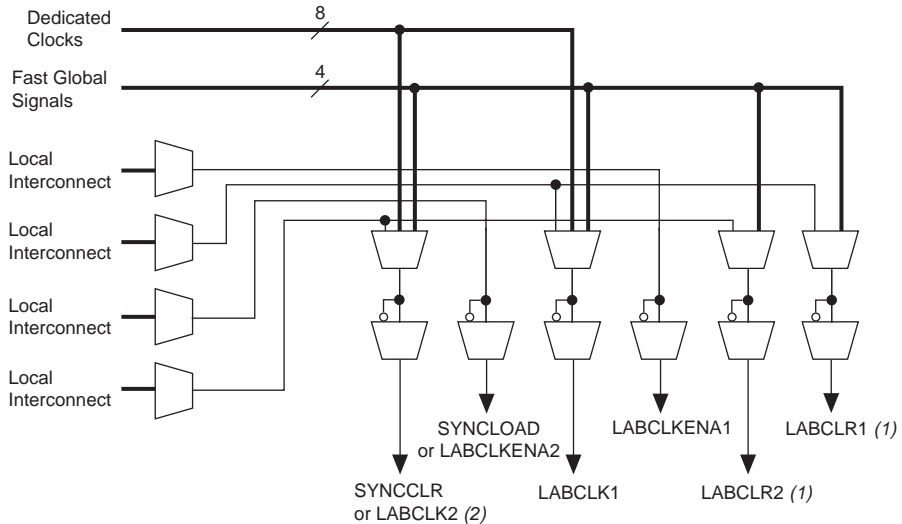 Dedicated
Clocks
8
Fast Global
Signals
4
Local
Interconnect
Local
Interconnect
Local
Interconnect
Local
Interconnect
SYNCLOAD
or LABCLKENA2
LABCLKENA1
LABCLR1 (1)
SYNCCLR
or LABCLK2 (2)
LABCLK1
LABCLR2 (1)